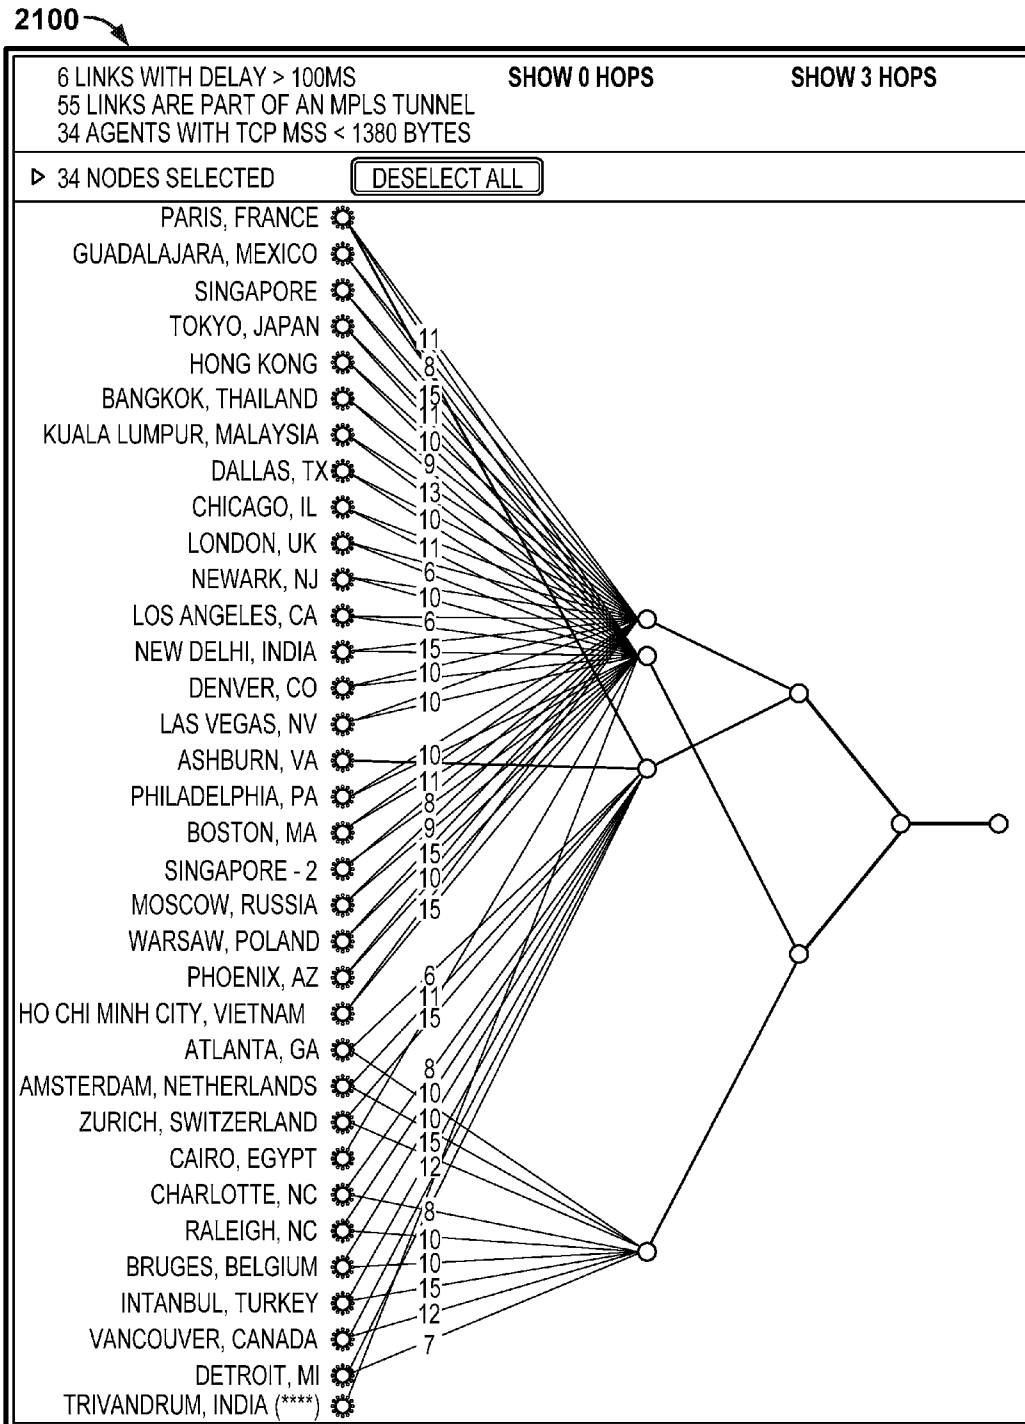 2100
6 LINKS WITH DELAY > 100MS SHOW 0 HOPS SHOW 3 HOPS
55 LINKS ARE PART OF AN MPLS TUNNEL
34 AGENTS WITH TCP MSS < 1380 BYTES
34 NODES SELECTED DESELECT ALL
PARIS, FRANCE
GUADALAJARA, MEXICO
SINGAPORE
TOKYO, JAPAN
11
HONG KONG
8
BANGKOK, THAILAND
15
11
KUALA LUMPUR, MALAYSIA
10
9
DALLAS, TX
13
CHICAGO, IL
10
LONDON, UK
11
NEWARK, NJ
6
10
LOS ANGELES, CA
6
NEW DELHI, INDIA
15
DENVER, CO
10
10
LAS VEGAS, NV
ASHBURN, VA
10
PHILADELPHIA, PA
11
8
BOSTON, MA
9
15
SINGAPORE - 2
10
MOSCOW, RUSSIA
15
WARSAW, POLAND
PHOENIX, AZ
6
11
HO CHI MINH CITY, VIETNAM
15
ATLANTA, GA
8
AMSTERDAM, NETHERLANDS
10
ZURICH, SWITZERLAND
10
15
CAIRO, EGYPT
12
CHARLOTTE, NC
8
RALEIGH, NC
10
BRUGES, BELGIUM
10
15
INTANBUL, TURKEY
12
VANCOUVER, CANADA
7
DETROIT, MI
TRIVANDRUM, INDIA (****)